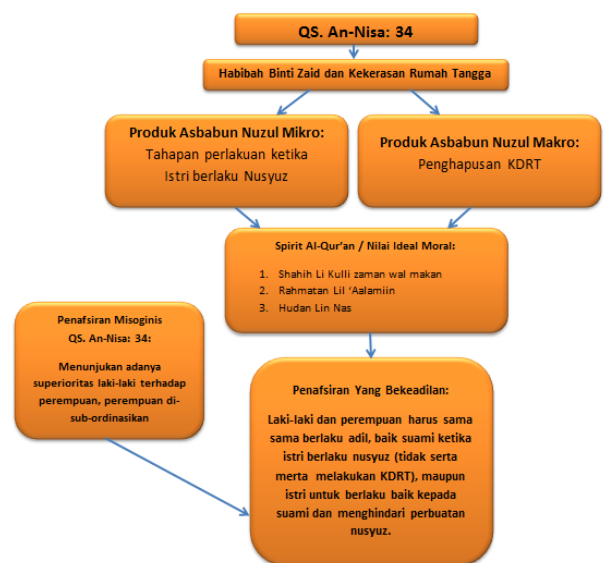 QS. An-Nisa: 34
Habibah Binti Zaid dan Kekerasan Rumah Tangga
Produk Asbabun Nuzul Mikro:
Tahapan perlakuan ketika
Istri berlaku Nusyuz
Produk Asbabun Nuzul Makro:
Penghapusan KDRT
Spirit Al-Qur'an / Nilai Ideal Moral:
1. Shahih Li Kulli zaman wal makan
2. Rahmatan Lil 'Aalamiin
3. Hudan Lin Nas
Penafsiran Misoginis
QS. An-Nisa: 34:
Menunjukan adanya
superioritas laki-laki terhadap
perempuan, perempuan di-
sub-ordinasikan
Penafsiran Yang Bekeadilan:
Laki-laki dan perempuan harus sama
sama berlaku adil, baik suami ketika
istri berlaku nusyuz (tidak serta
merta melakukan KDRT), maupun
istri untuk berlaku baik kepada
suami dan menghindari perbuatan
nusyuz.